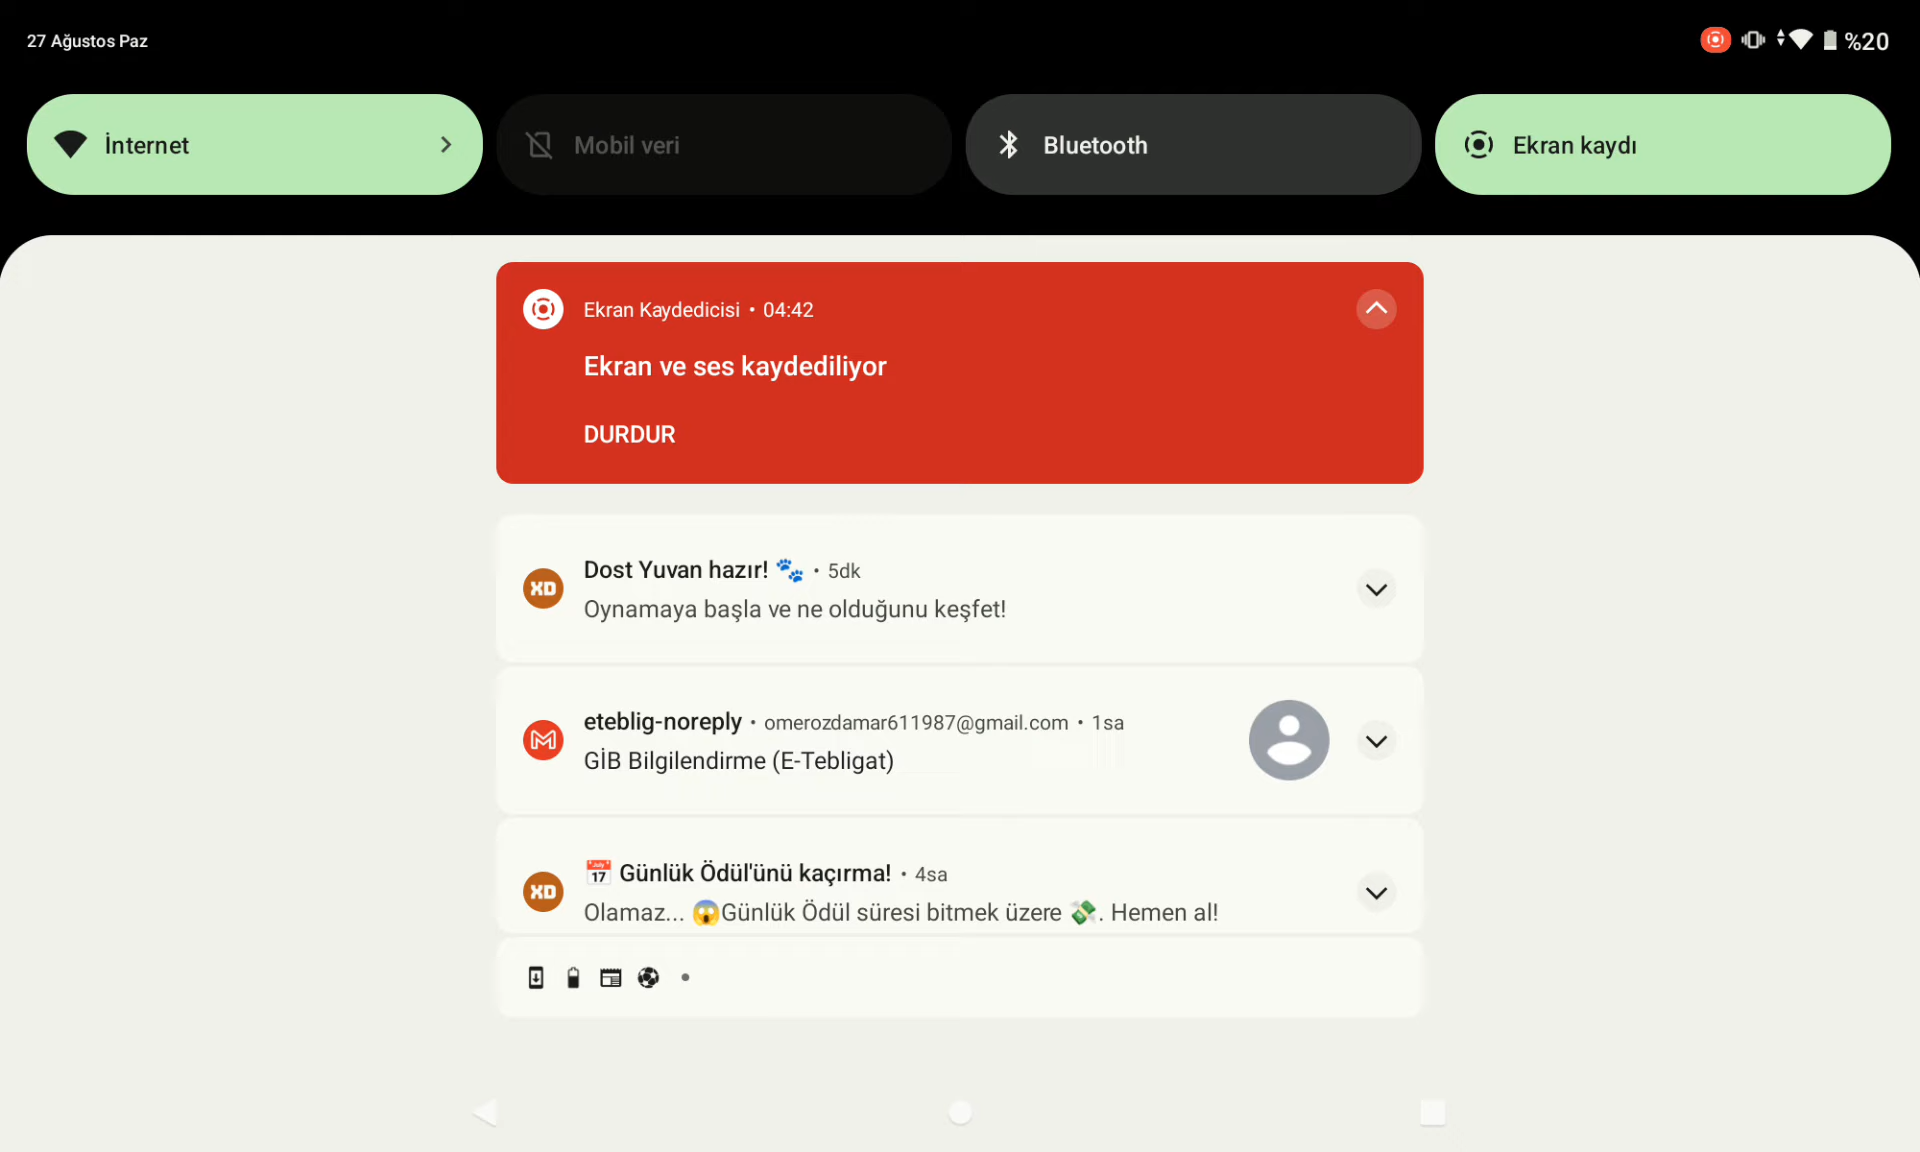 27 Ağustos Paz
%20
İnternet
Mobil veri
Bluetooth
Ekran kaydı
Ekran Kaydedicisi • 04:42
Ekran ve ses kaydediliyor
DURDUR
XD
Dost Yuvan hazır! 🐾 • 5dk
Oynamaya başla ve ne olduğunu keşfet!
eteblig-noreply • omerozdamar611987@gmail.com • 1sa
GİB Bilgilendirme (E-Tebligat)
XD
📅 Günlük Ödül'ünü kaçırma! • 4sa
Olamaz... 😱Günlük Ödül süresi bitmek üzere 💸. Hemen al!